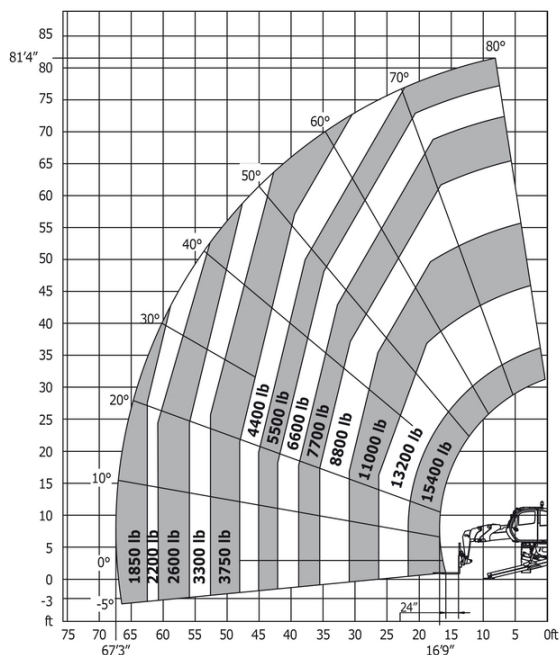 85
81'4"
80
75
70
65
60
55
50
45
40
35
30
25
20
15
10
5
0
-3
ft
80°
70°
60°
50°
40°
30°
20°
10°
0°
-5°
1850 lb
2200 lb
2600 lb
3300 lb
3750 lb
4400 lb
5500 lb
6600 lb
7700 lb
8800 lb
11000 lb
13200 lb
15400 lb
24"
75 70 65 60 55 50 45 40 35 30 25 20 15 10 5 0ft
67'3" 16'9"